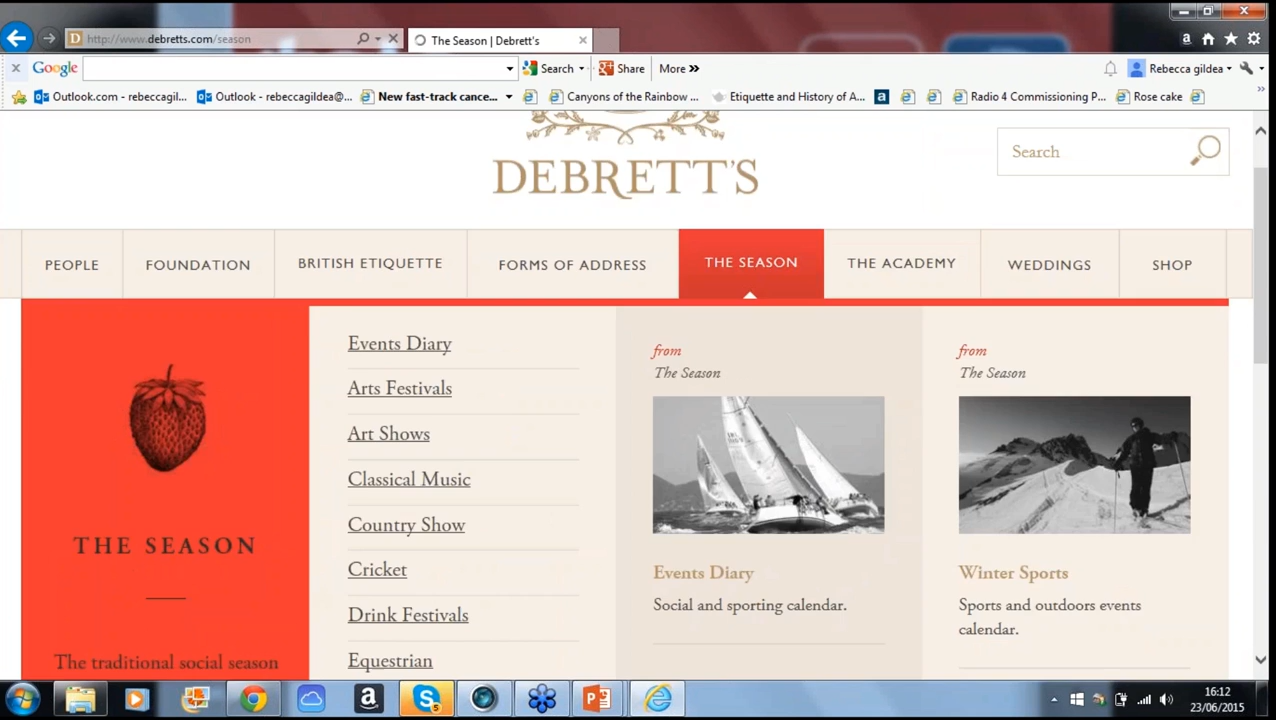 http://www.debretts.com/season
The Season | Debrett's
Google
Search
Share
More »
Rebecca gildea
Outlook.com - rebeccagil...
Outlook - rebeccagildea@...
New fast-track cance...
Canyons of the Rainbow ...
Etiquette and History of A...
a
Radio 4 Commissioning P...
Rose cake
DEBRETT'S
Search
PEOPLE
FOUNDATION
BRITISH ETIQUETTE
FORMS OF ADDRESS
THE SEASON
THE ACADEMY
WEDDINGS
SHOP
THE SEASON
The traditional social season
Events Diary
Arts Festivals
Art Shows
Classical Music
Country Show
Cricket
Drink Festivals
Equestrian
from
The Season
Events Diary
Social and sporting calendar.
from
The Season
Winter Sports
Sports and outdoors events
calendar.
a
5
16:12
23/06/2015